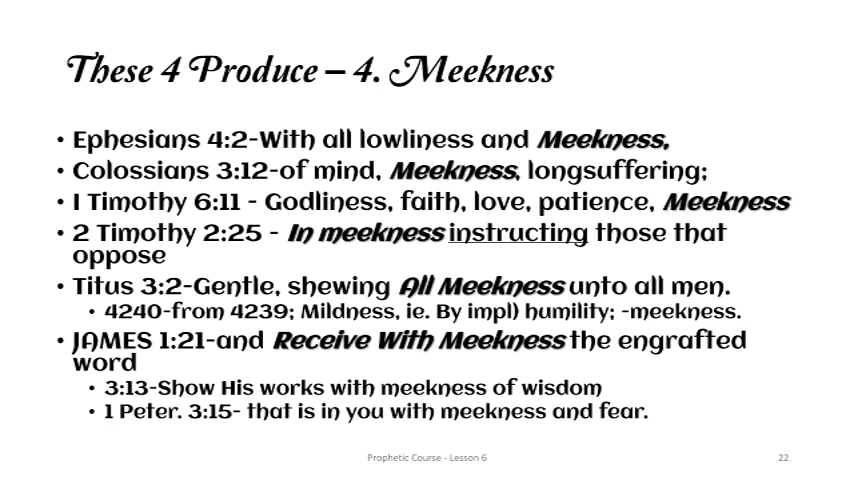 These 4 Produce – 4. Meekness
• Ephesians 4:2-With all lowliness and Meekness,
• Colossians 3:12-of mind, Meekness, longsuffering;
• I Timothy 6:11 - Godliness, faith, love, patience, Meekness
• 2 Timothy 2:25 - In meekness instructing those that
oppose
• Titus 3:2-Gentle, shewing All Meekness unto all men.
• 4240-from 4239; Mildness, ie. By impl) humility; -meekness.
• JAMES 1:21-and Receive With Meekness the engrafted
word
• 3:13-Show His works with meekness of wisdom
• 1 Peter. 3:15- that is in you with meekness and fear.
Prophetic Course - Lesson 6
22